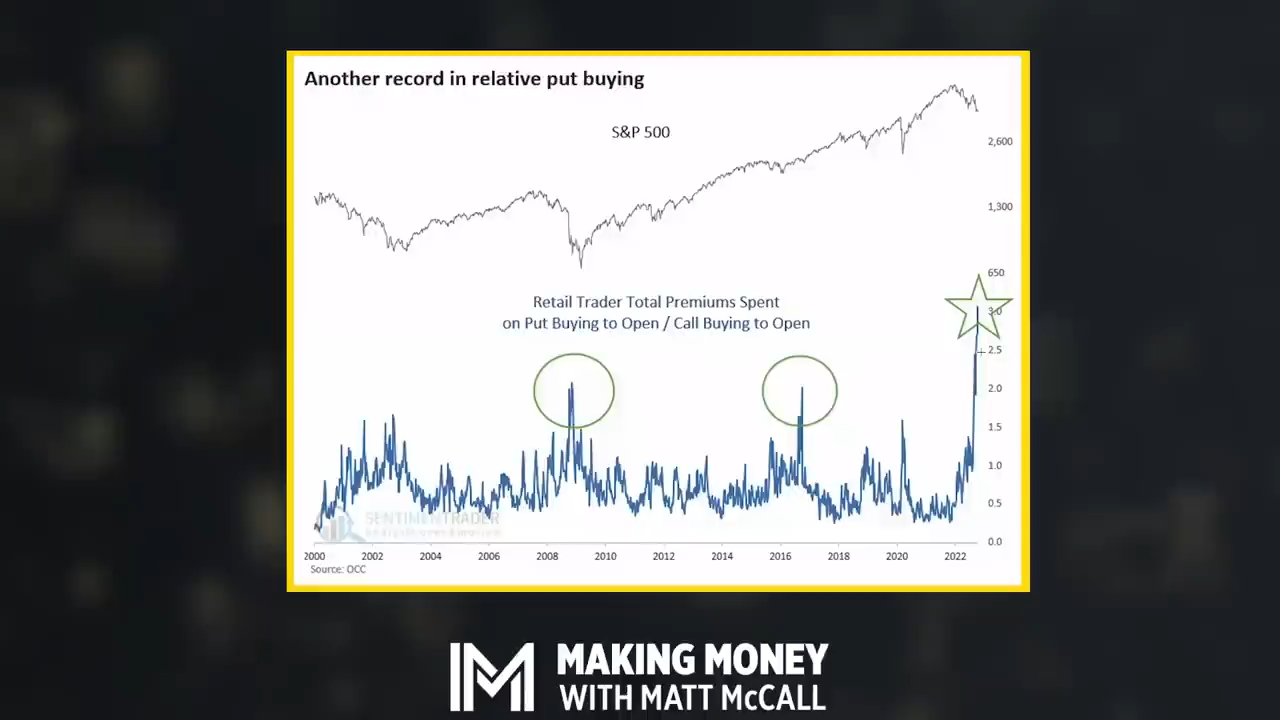 Another record in relative put buying
S&P 500
2,600
1,300
650
Retail Trader Total Premiums Spent
on Put Buying to Open / Call Buying to Open
3.0
2.5
2.0
1.5
1.0
0.5
0.0
SENTIMENTRADER
2000 2002 2004 2006 2008 2010 2012 2014 2016 2018 2020 2022
Source: OCC
MAKING MONEY
WITH MATT McCALL